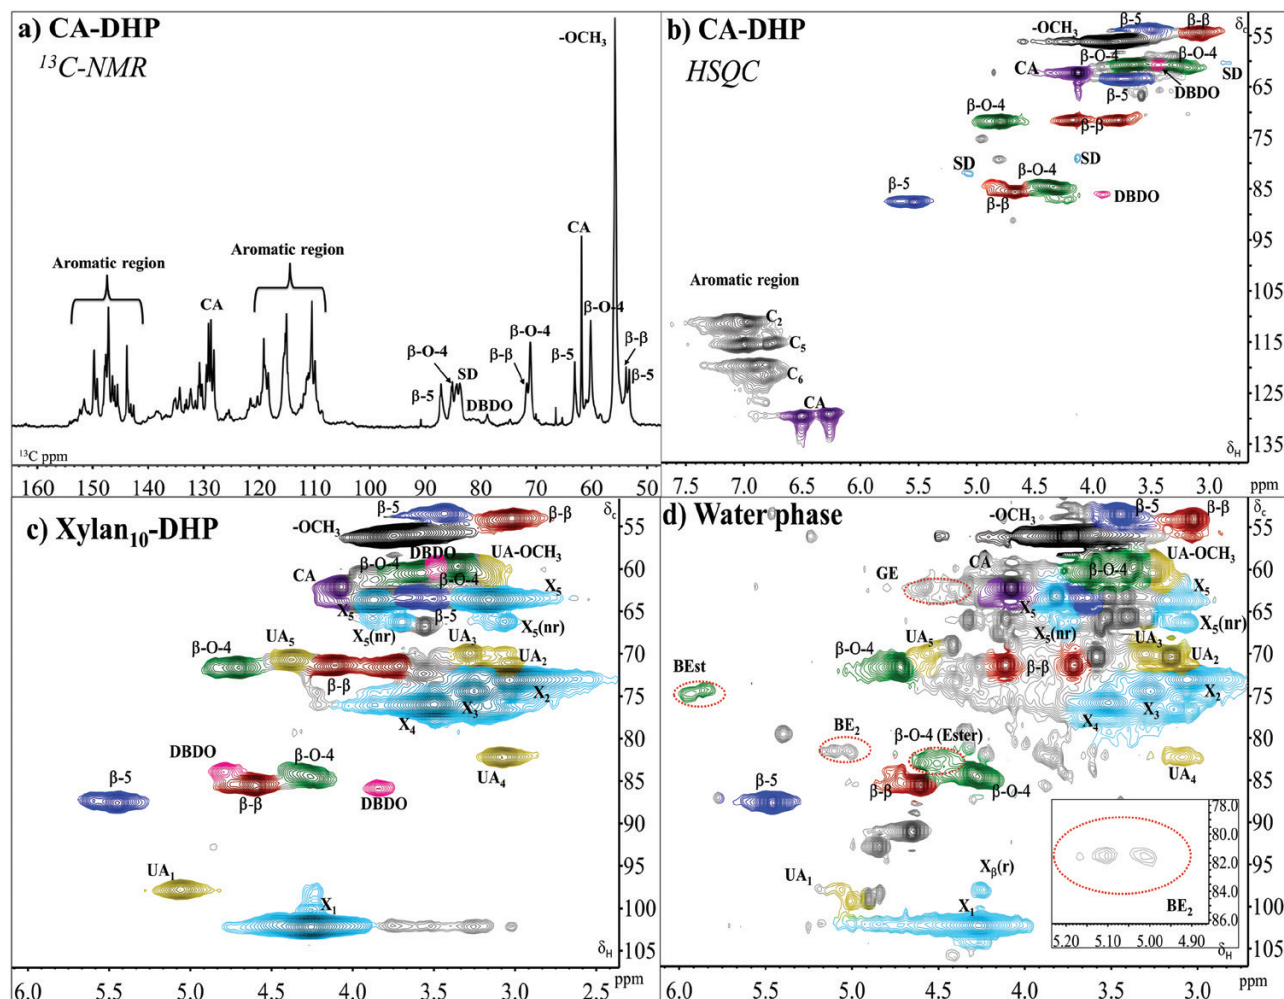 a) CA-DHP
¹³C-NMR
-OCH₃
Aromatic region
Aromatic region
CA
CA
β-O-4
β-O-4
β-β
β-O-4
SD
β-β
β-5
β-5
DBDO
β-5
¹³C ppm
160 150 140 130 120 110 100 90 80 70 60 50
b) CA-DHP
HSQC
β-5
β-β
δc
-OCH₃
β-O-4
β-O-4
CA
SD
β-5
DBDO
β-O-4
β-β
SD
SD
β-O-4
β-5
β-β
DBDO
Aromatic region
C₂
C₅
C₆
CA
55
65
75
85
95
105
115
125
135
δH
7.5 7.0 6.5 6.0 5.5 5.0 4.5 4.0 3.5 3.0
ppm
c) Xylan₁₀-DHP
β-5
β-β
δc
-OCH₃
DBDO
UA-OCH₃
β-O-4
CA
β-O-4
X₅
X₅
β-5
X₅(nr)
X₅(nr)
β-O-4
UA₅
UA₃
UA₂
β-β
X₂
X₃
X₄
DBDO
β-O-4
UA₄
β-5
β-β
DBDO
UA₁
X₁
55
60
65
70
75
80
85
90
95
100
105
δH
ppm
6.0 5.5 5.0 4.5 4.0 3.5 3.0 2.5
d) Water phase
β-5
β-β
δc
-OCH₃
UA-OCH₃
GE
CA
β-O-4
X₅
X₅
X₅(nr)
X₅(nr)
β-O-4
UA₅
UA₃
UA₂
BEst
β-β
X₂
X₃
X₄
BE₂
β-O-4 (Ester)
UA₄
β-5
β-β
β-O-4
UA₁
Xβ(r)
X₁
78.0
80.0
82.0
84.0
86.0
BE₂
5.20 5.10 5.00 4.90
55
60
65
70
75
80
85
90
95
100
105
δH
6.0 5.5 5.0 4.5 4.0 3.5 3.0
ppm